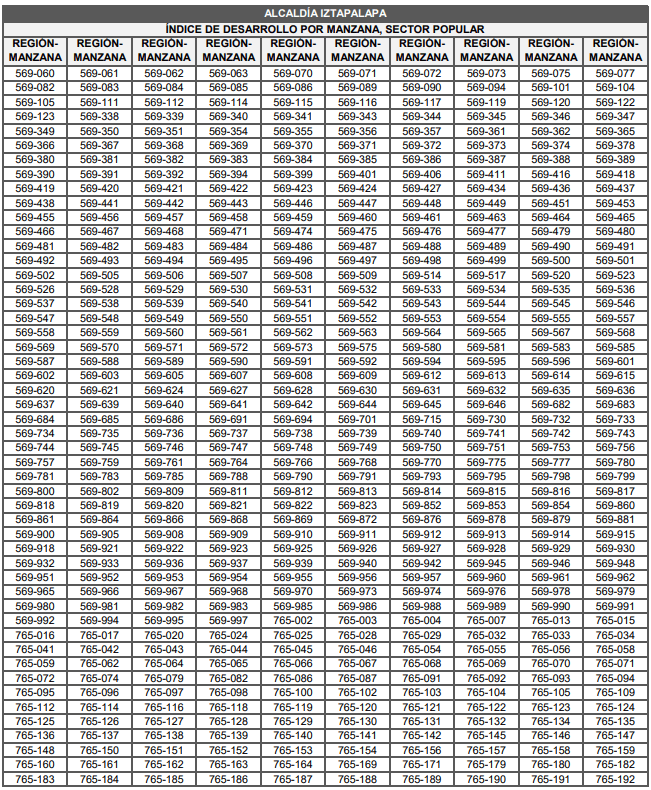 ALCALDÍA IZTAPALAPA
ÍNDICE DE DESARROLLO POR MANZANA, SECTOR POPULAR
REGIÓN-MANZANA REGIÓN-MANZANA REGIÓN-MANZANA REGIÓN-MANZANA REGIÓN-MANZANA REGIÓN-MANZANA REGIÓN-MANZANA REGIÓN-MANZANA REGIÓN-MANZANA REGIÓN-MANZANA
569-060 569-061 569-062 569-063 569-070 569-071 569-072 569-073 569-075 569-077
569-082 569-083 569-084 569-085 569-086 569-089 569-090 569-094 569-101 569-104
569-105 569-111 569-112 569-114 569-115 569-116 569-117 569-119 569-120 569-122
569-123 569-338 569-339 569-340 569-341 569-343 569-344 569-345 569-346 569-347
569-349 569-350 569-351 569-354 569-355 569-356 569-357 569-361 569-362 569-365
569-366 569-367 569-368 569-369 569-370 569-371 569-372 569-373 569-374 569-378
569-380 569-381 569-382 569-383 569-384 569-385 569-386 569-387 569-388 569-389
569-390 569-391 569-392 569-394 569-399 569-401 569-406 569-411 569-416 569-418
569-419 569-420 569-421 569-422 569-423 569-424 569-427 569-434 569-436 569-437
569-438 569-441 569-442 569-443 569-446 569-447 569-448 569-449 569-451 569-453
569-455 569-456 569-457 569-458 569-459 569-460 569-461 569-463 569-464 569-465
569-466 569-467 569-468 569-471 569-474 569-475 569-476 569-477 569-479 569-480
569-481 569-482 569-483 569-484 569-486 569-487 569-488 569-489 569-490 569-491
569-492 569-493 569-494 569-495 569-496 569-497 569-498 569-499 569-500 569-501
569-502 569-505 569-506 569-507 569-508 569-509 569-514 569-517 569-520 569-523
569-526 569-528 569-529 569-530 569-531 569-532 569-533 569-534 569-535 569-536
569-537 569-538 569-539 569-540 569-541 569-542 569-543 569-544 569-545 569-546
569-547 569-548 569-549 569-550 569-551 569-552 569-553 569-554 569-555 569-557
569-558 569-559 569-560 569-561 569-562 569-563 569-564 569-565 569-567 569-568
569-569 569-570 569-571 569-572 569-573 569-575 569-580 569-581 569-583 569-585
569-587 569-588 569-589 569-590 569-591 569-592 569-594 569-595 569-596 569-601
569-602 569-603 569-605 569-607 569-608 569-609 569-612 569-613 569-614 569-615
569-620 569-621 569-624 569-627 569-628 569-630 569-631 569-632 569-635 569-636
569-637 569-639 569-640 569-641 569-642 569-644 569-645 569-646 569-682 569-683
569-684 569-685 569-686 569-691 569-694 569-701 569-715 569-730 569-732 569-733
569-734 569-735 569-736 569-737 569-738 569-739 569-740 569-741 569-742 569-743
569-744 569-745 569-746 569-747 569-748 569-749 569-750 569-751 569-753 569-756
569-757 569-759 569-761 569-764 569-766 569-768 569-770 569-775 569-777 569-780
569-781 569-783 569-785 569-788 569-790 569-791 569-793 569-795 569-798 569-799
569-800 569-802 569-809 569-811 569-812 569-813 569-814 569-815 569-816 569-817
569-818 569-819 569-820 569-821 569-822 569-823 569-852 569-853 569-854 569-860
569-861 569-864 569-866 569-868 569-869 569-872 569-876 569-878 569-879 569-881
569-900 569-905 569-908 569-909 569-910 569-911 569-912 569-913 569-914 569-915
569-918 569-921 569-922 569-923 569-925 569-926 569-927 569-928 569-929 569-930
569-932 569-933 569-936 569-937 569-939 569-940 569-942 569-945 569-946 569-948
569-951 569-952 569-953 569-954 569-955 569-956 569-957 569-960 569-961 569-962
569-965 569-966 569-967 569-968 569-970 569-973 569-974 569-976 569-978 569-979
569-980 569-981 569-982 569-983 569-985 569-986 569-988 569-989 569-990 569-991
569-992 569-994 569-995 569-997 765-002 765-003 765-004 765-007 765-013 765-015
765-016 765-017 765-020 765-024 765-025 765-028 765-029 765-032 765-033 765-034
765-041 765-042 765-043 765-044 765-045 765-046 765-054 765-055 765-056 765-058
765-059 765-062 765-064 765-065 765-066 765-067 765-068 765-069 765-070 765-071
765-072 765-074 765-079 765-082 765-086 765-087 765-091 765-092 765-093 765-094
765-095 765-096 765-097 765-098 765-100 765-102 765-103 765-104 765-105 765-109
765-112 765-114 765-116 765-118 765-119 765-120 765-121 765-122 765-123 765-124
765-125 765-126 765-127 765-128 765-129 765-130 765-131 765-132 765-134 765-135
765-136 765-137 765-138 765-139 765-140 765-141 765-142 765-145 765-146 765-147
765-148 765-150 765-151 765-152 765-153 765-154 765-156 765-157 765-158 765-159
765-160 765-161 765-162 765-163 765-164 765-169 765-171 765-179 765-180 765-182
765-183 765-184 765-185 765-186 765-187 765-188 765-189 765-190 765-191 765-192